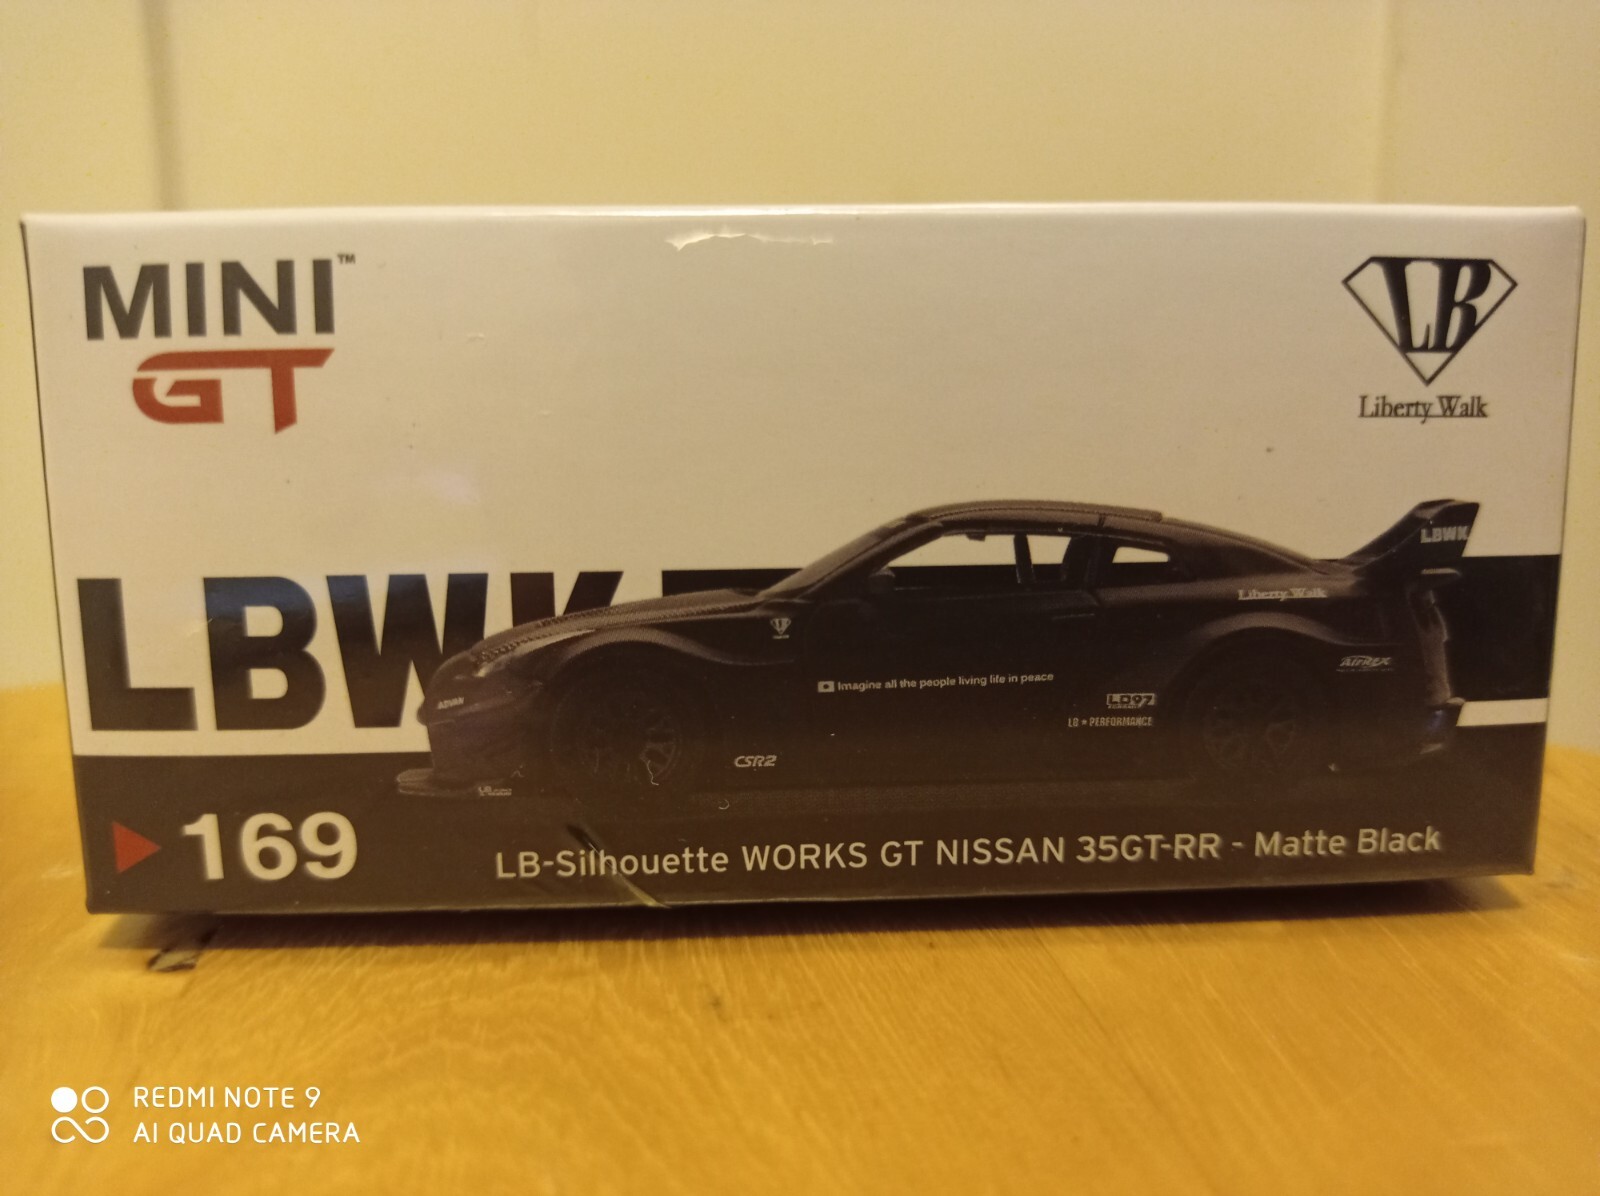 MINI™
GT
LB
Liberty Walk
LBWK
LBWK
Liberty Walk
AirREX
Imagine all the people living life in peace
ADVAN
LB★PERFORMANCE
CSR2
169
LB-Silhouette WORKS GT NISSAN 35GT-RR - Matte Black
REDMI NOTE 9
AI QUAD CAMERA